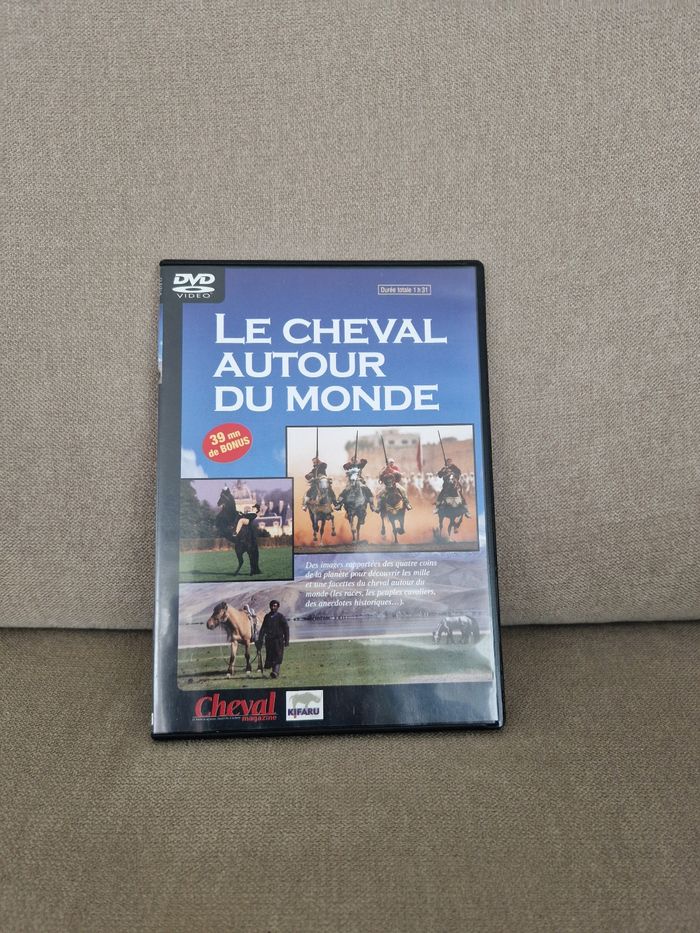 DVD
VIDEO
Durée totale 1 h 31
LE CHEVAL
AUTOUR
DU MONDE
39 mn
de BONUS
Des images rapportées des quatre coins
de la planète pour découvrir les mille
et une facettes du cheval autour du
monde (les races, les peuples cavaliers,
des anecdotes historiques...).
Cheval
magazine
KIFARU